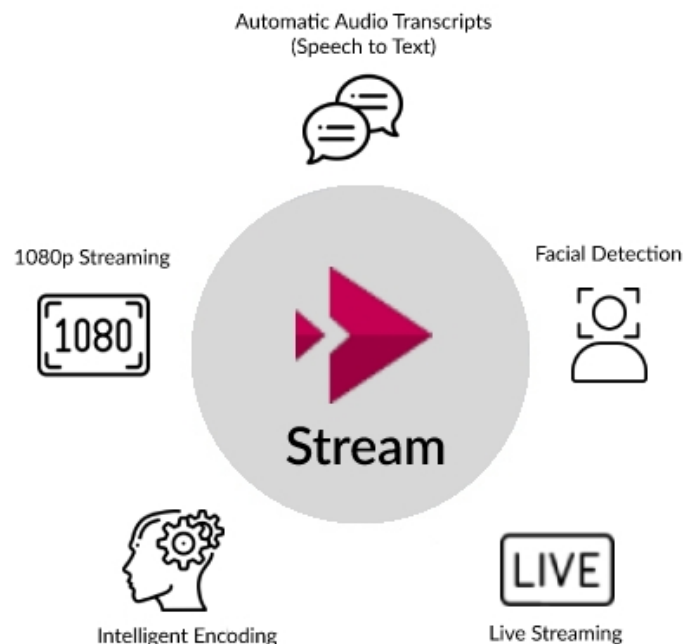 Automatic Audio Transcripts
(Speech to Text)
1080p Streaming
1080
Facial Detection
Stream
Intelligent Encoding
LIVE
Live Streaming